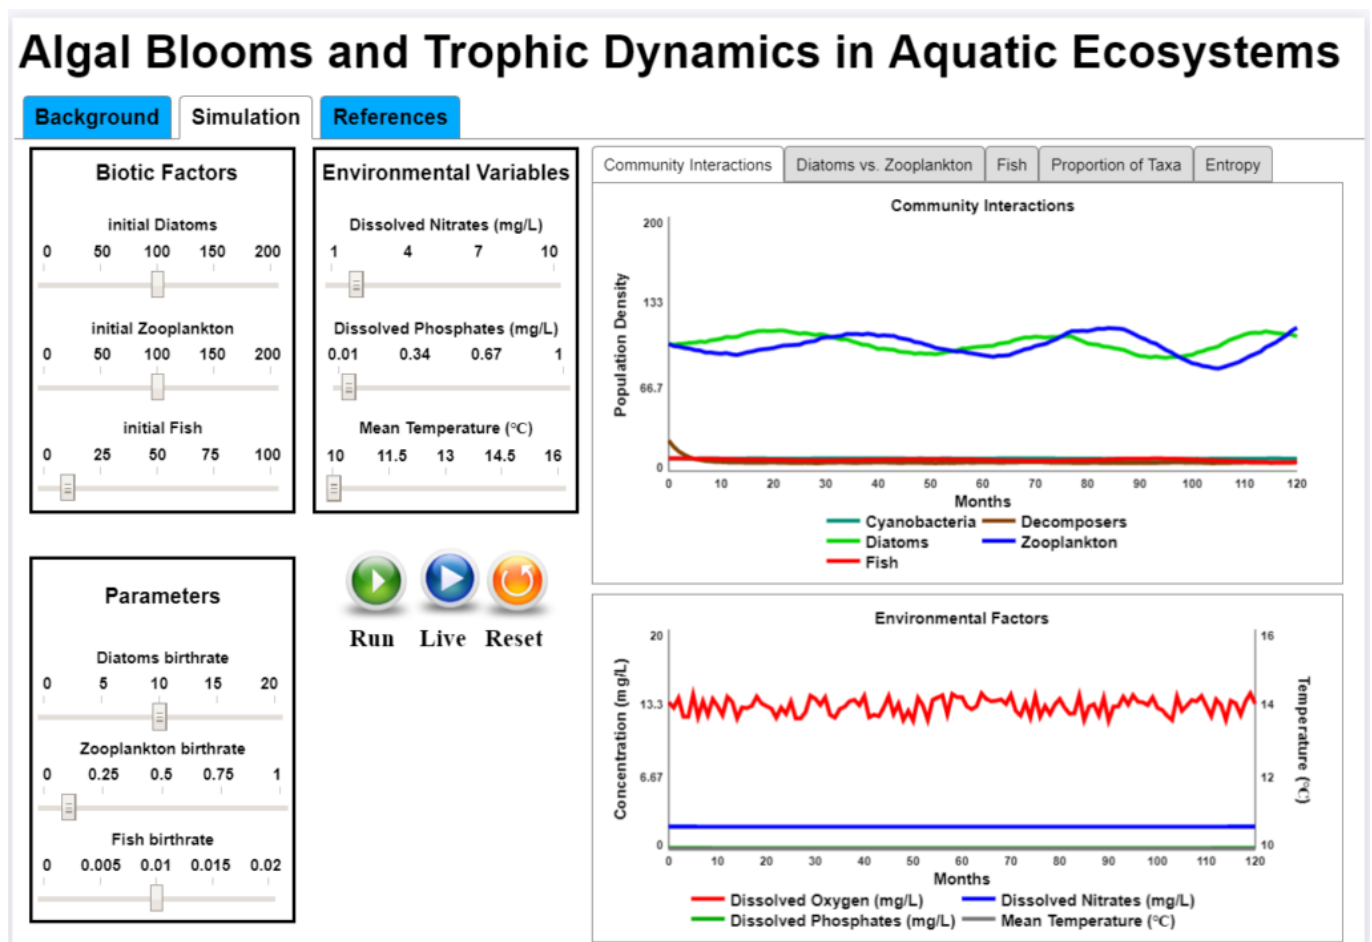 Algal Blooms and Trophic Dynamics in Aquatic Ecosystems
Background Simulation References
Biotic Factors
initial Diatoms
0 50 100 150 200
initial Zooplankton
0 50 100 150 200
initial Fish
0 25 50 75 100
Environmental Variables
Dissolved Nitrates (mg/L)
1 4 7 10
Dissolved Phosphates (mg/L)
0.01 0.34 0.67 1
Mean Temperature (°C)
10 11.5 13 14.5 16
Parameters
Diatoms birthrate
0 5 10 15 20
Zooplankton birthrate
0 0.25 0.5 0.75 1
Fish birthrate
0 0.005 0.01 0.015 0.02
Run Live Reset
Community Interactions Diatoms vs. Zooplankton Fish Proportion of Taxa Entropy
Community Interactions
Population Density
200
133
66.7
0
0 10 20 30 40 50 60 70 80 90 100 110 120
Months
Cyanobacteria Decomposers
Diatoms Zooplankton
Fish
Environmental Factors
Concentration (mg/L)
20
13.3
6.67
0
16
14
12
10
Temperature (°C)
0 10 20 30 40 50 60 70 80 90 100 110 120
Months
Dissolved Oxygen (mg/L) Dissolved Nitrates (mg/L)
Dissolved Phosphates (mg/L) Mean Temperature (°C)